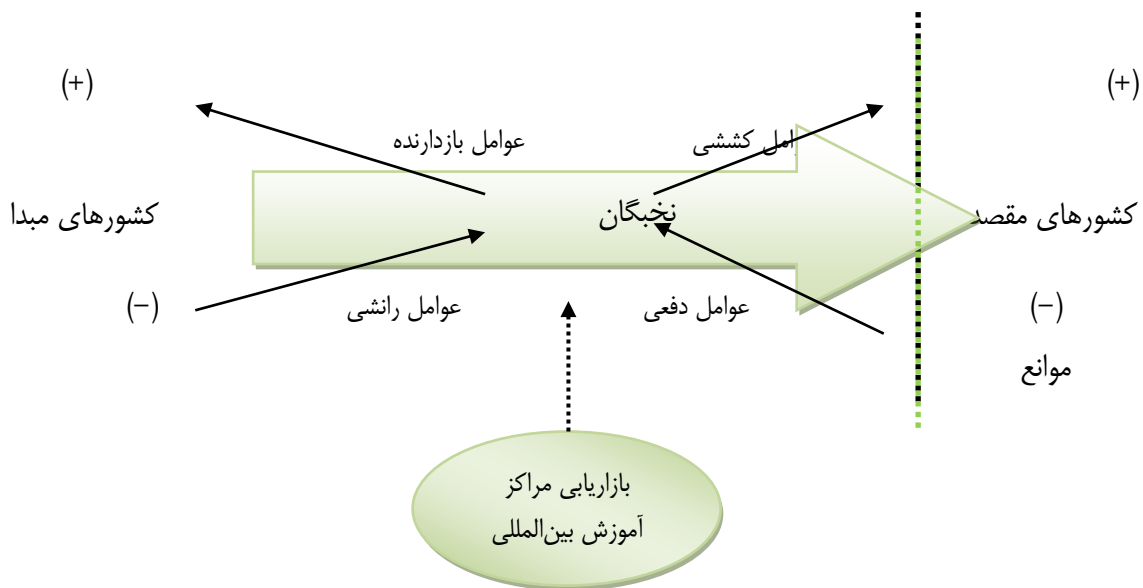 (+)
(+)
عوامل بازدارنده
امل کششی
کشورهای مبدا
نخبگان
کشورهای مقصد
(−)
عوامل رانشی
عوامل دفعی
(−)
موانع
بازاریابی مراکز
آموزش بین‌المللی